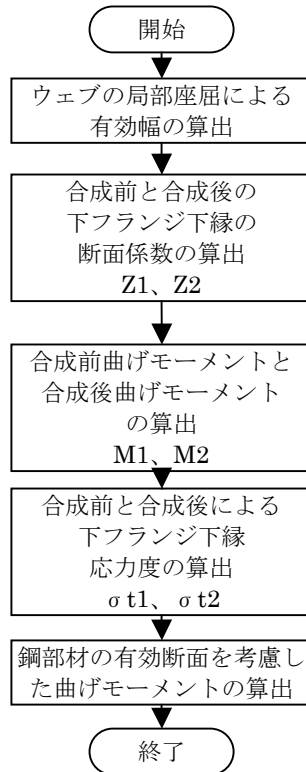 開始
ウェブの局部座屈による
有効幅の算出
合成前と合成後の
下フランジ下縁の
断面係数の算出
Z1、Z2
合成前曲げモーメントと
合成後曲げモーメント
の算出
M1、M2
合成前と合成後による
下フランジ下縁
応力度の算出
σt1、σt2
鋼部材の有効断面を考慮し
た曲げモーメントの算出
終了